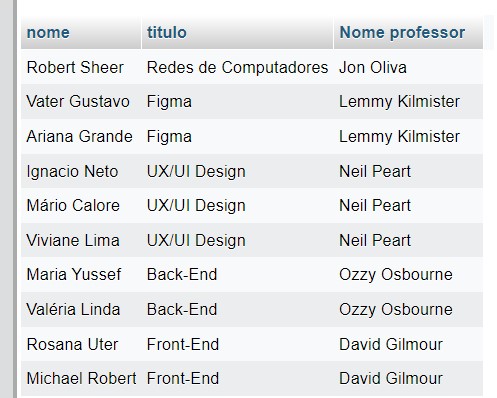 nome titulo Nome professor
Robert Sheer Redes de Computadores Jon Oliva
Vater Gustavo Figma Lemmy Kilmister
Ariana Grande Figma Lemmy Kilmister
Ignacio Neto UX/UI Design Neil Peart
Mário Calore UX/UI Design Neil Peart
Viviane Lima UX/UI Design Neil Peart
Maria Yussef Back-End Ozzy Osbourne
Valéria Linda Back-End Ozzy Osbourne
Rosana Uter Front-End David Gilmour
Michael Robert Front-End David Gilmour